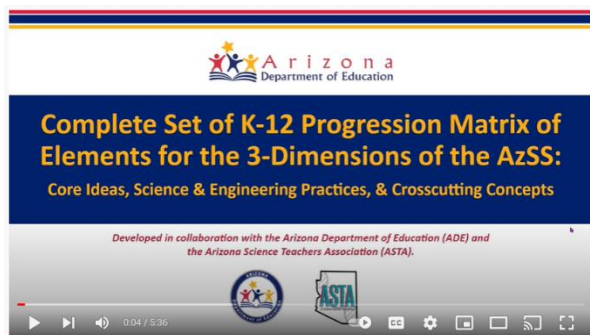 Arizona
Department of Education
Complete Set of K-12 Progression Matrix of
Elements for the 3-Dimensions of the AzSS:
Core Ideas, Science & Engineering Practices, & Crosscutting Concepts
Developed in collaboration with the Arizona Department of Education (ADE) and
the Arizona Science Teachers Association (ASTA).
ARIZONA
ASTA
0:04 / 5:36
CC